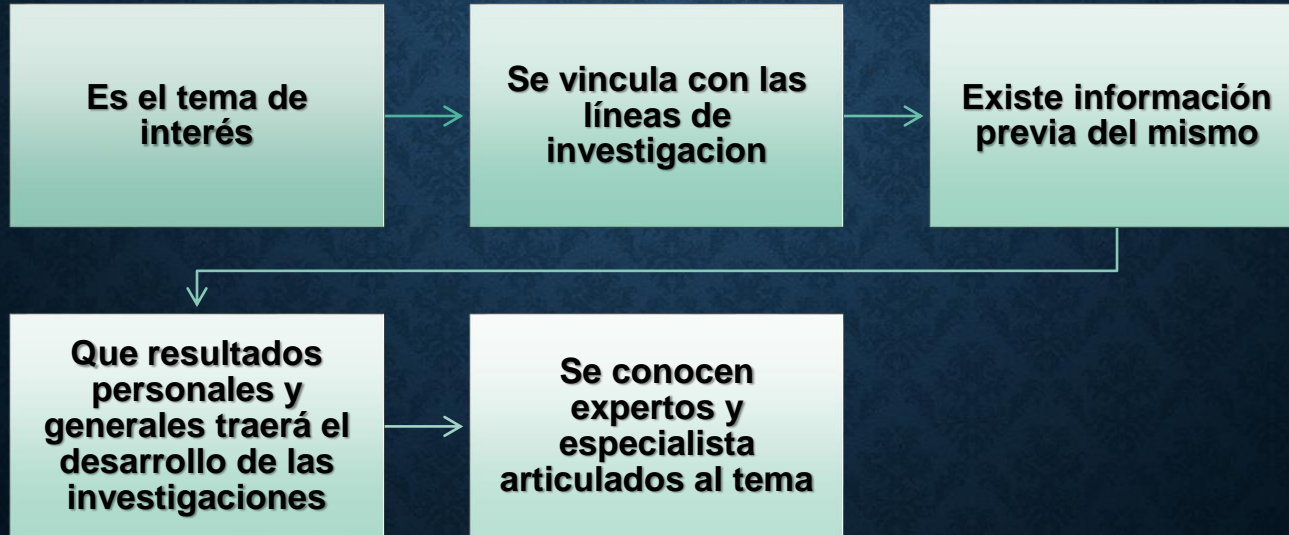 Es el tema de
interés
Se vincula con las
líneas de
investigacion
Existe información
previa del mismo
Que resultados
personales y
generales traerá el
desarrollo de las
investigaciones
Se conocen
expertos y
especialista
articulados al tema